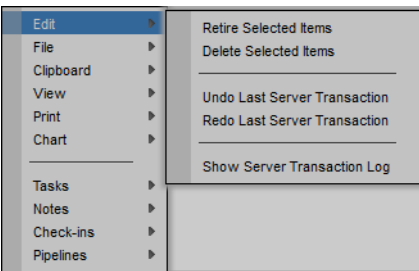 Edit
File
Clipboard
View
Print
Chart
Tasks
Notes
Check-ins
Pipelines
Retire Selected Items
Delete Selected Items
Undo Last Server Transaction
Redo Last Server Transaction
Show Server Transaction Log